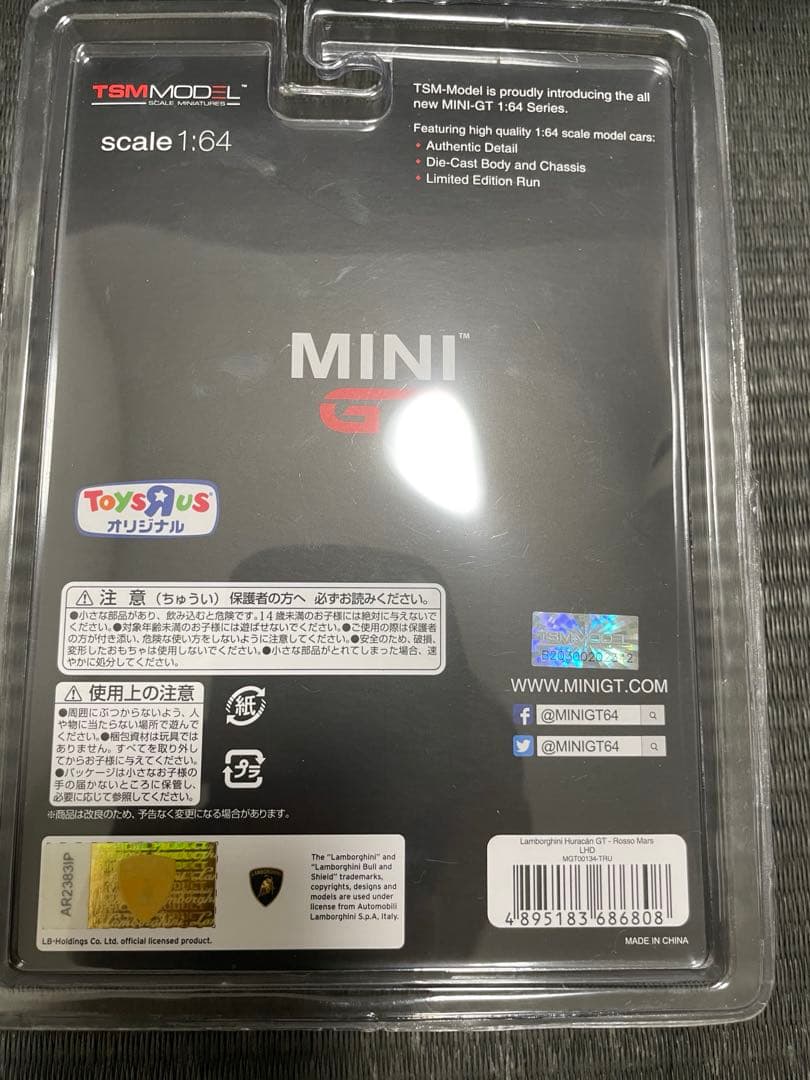 TSMMODEL™
SCALE MINIATURES
scale 1:64
TSM-Model is proudly introducing the all
new MINI-GT 1:64 Series.
Featuring high quality 1:64 scale model cars:
• Authentic Detail
• Die-Cast Body and Chassis
• Limited Edition Run
MINI™
GT
ToysЯus®
オリジナル
⚠注 意（ちゅうい） 保護者の方へ 必ずお読みください。
●小さな部品があり、飲み込むと危険です。14歳未満のお子様には絶対に与えないで
ください。●対象年齢未満のお子様には遊ばせないでください。●ご使用の際は保護者
の方が付き添い、危険な使い方をしないように注意してください。●安全のため、破損、
変形したおもちゃは使用しないでください。●小さな部品がとれてしまった場合、速
やかに処分してください。
⚠使用上の注意
●周囲にぶつからないよう、人
や物に当たらない場所で遊んで
ください。●梱包資材は玩具では
ありません。すべてを取り外し
てからお子様に与えてください。
●パッケージは小さなお子様の
手の届かないところに保管し、
必要に応じて参照してください。
紙
プラ
※商品は改良のため、予告なく変更になる場合があります。
TSM-MODEL
WWW.MINIGT.COM
@MINIGT64
@MINIGT64
AR2383IP
LAMBORGHINI
The "Lamborghini" and
"Lamborghini Bull and
Shield" trademarks,
copyrights, designs and
models are used under
license from Automobili
Lamborghini S.p.A, Italy.
LB-Holdings Co. Ltd. official licensed product.
Lamborghini Huracán GT - Rosso Mars
LHD
MGT00134-TRU
4 895183 686808
MADE IN CHINA